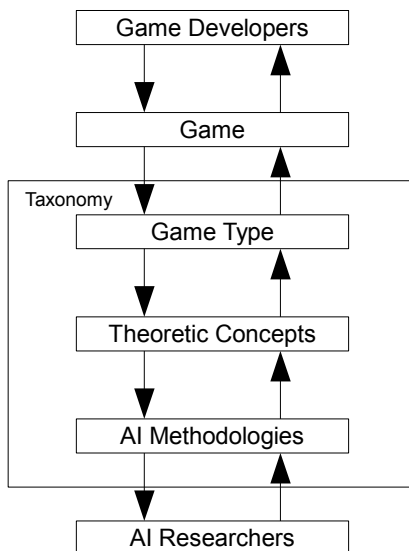 Game Developers
Game
Taxonomy
Game Type
Theoretic Concepts
AI Methodologies
AI Researchers